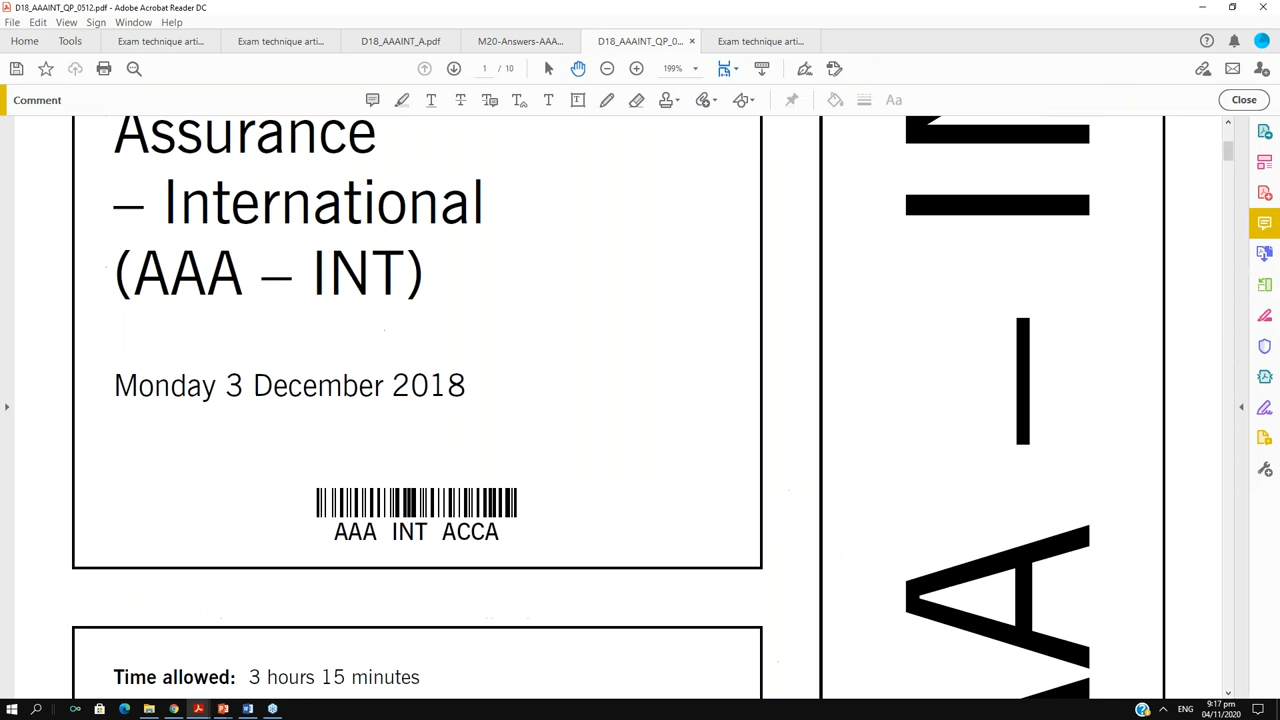 D18_AAAINT_QP_0512.pdf - Adobe Acrobat Reader DC
File Edit View Sign Window Help
Home Tools Exam technique arti... Exam technique arti... D18_AAAINT_A.pdf M20-Answers-AAA... D18_AAAINT_QP_0... × Exam technique arti...
1 / 10 199%
Comment Close
Assurance
– International
(AAA – INT)
Monday 3 December 2018
AAA INT ACCA
Time allowed: 3 hours 15 minutes
ENG 9:17 pm
04/11/2020